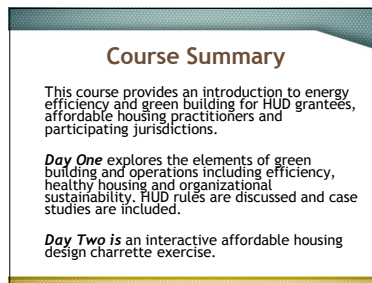 Course Summary
This course provides an introduction to energy
efficiency and green building for HUD grantees,
affordable housing practitioners and
participating jurisdictions.
Day One explores the elements of green
building and operations including efficiency,
healthy housing and organizational
sustainability. HUD rules are discussed and case
studies are included.
Day Two is an interactive affordable housing
design charrette exercise.